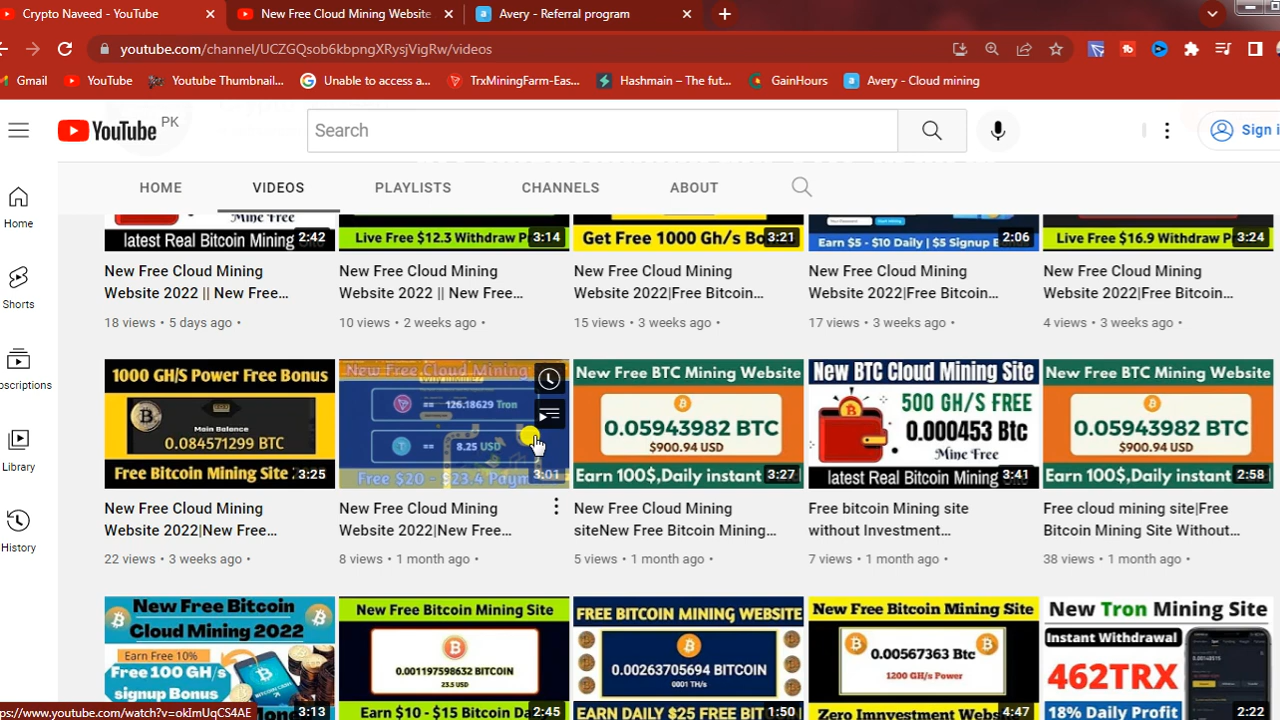 Crypto Naveed - YouTube
New Free Cloud Mining Website
Avery - Referral program
youtube.com/channel/UCZGQsob6kbpngXRysjVigRw/videos
Gmail
YouTube
Youtube Thumbnail...
Unable to access a...
TrxMiningFarm-Eas...
Hashmain – The fut...
GainHours
Avery - Cloud mining
YouTube PK
Search
Sign i
HOME
VIDEOS
PLAYLISTS
CHANNELS
ABOUT
Home
Shorts
bscriptions
Library
History
Mine Free
latest Real Bitcoin Mining
2:42
Live Free $12.3 Withdraw P
3:14
Get Free 1000 Gh/s Bo
3:21
Earn $5 - $10 Daily | $5 Signup B
2:06
Live Free $16.9 Withdraw P
3:24
New Free Cloud Mining
Website 2022 || New Free...
18 views • 5 days ago •
New Free Cloud Mining
Website 2022 || New Free...
10 views • 2 weeks ago •
New Free Cloud Mining
Website 2022|Free Bitcoin...
15 views • 3 weeks ago •
New Free Cloud Mining
Website 2022|Free Bitcoin...
17 views • 3 weeks ago •
New Free Cloud Mining
Website 2022|Free Bitcoin...
4 views • 3 weeks ago •
1000 GH/S Power Free Bonus
Main Balance
0.084571299 BTC
Free Bitcoin Mining Site
3:25
New Free Cloud Mining
126.18629 Tron
8.25 USD
Free $20 - $23.4 Paym
3:01
New Free BTC Mining Website
0.05943982 BTC
$900.94 USD
Earn 100$,Daily instant
3:27
New BTC Cloud Mining Site
500 GH/S FREE
0.000453 Btc
Mine Free
latest Real Bitcoin Mining
3:41
New Free BTC Mining Website
0.05943982 BTC
$900.94 USD
Earn 100$,Daily instant
2:58
New Free Cloud Mining
Website 2022|New Free...
22 views • 3 weeks ago •
New Free Cloud Mining
Website 2022|New Free...
8 views • 1 month ago •
New Free Cloud Mining
siteNew Free Bitcoin Mining...
5 views • 1 month ago •
Free bitcoin Mining site
without Investment...
7 views • 1 month ago •
Free cloud mining site|Free
Bitcoin Mining Site Without...
38 views • 1 month ago •
New Free Bitcoin
Cloud Mining 2022
Earn Free 10%
Free 100 GH/s
signup Bonus
3:13
New Free Bitcoin Mining Site
0.001197598632 BITCOIN
23.5 USD
Earn $10 - $15 Bitcoin
2:45
FREE BITCOIN MINING WEBSITE
0.00263765694 BITCOIN
0001 TH/s
1:50
New Free Bitcoin Mining Site
0.00567363 Btc
1200 GH/s Power
Zero Imnvestment
4:47
New Tron Mining Site
Instant Withdrawal
462TRX
18% Daily Profit
2:22
ps://www.youtube.com/watch?v=okImUqCS4AE